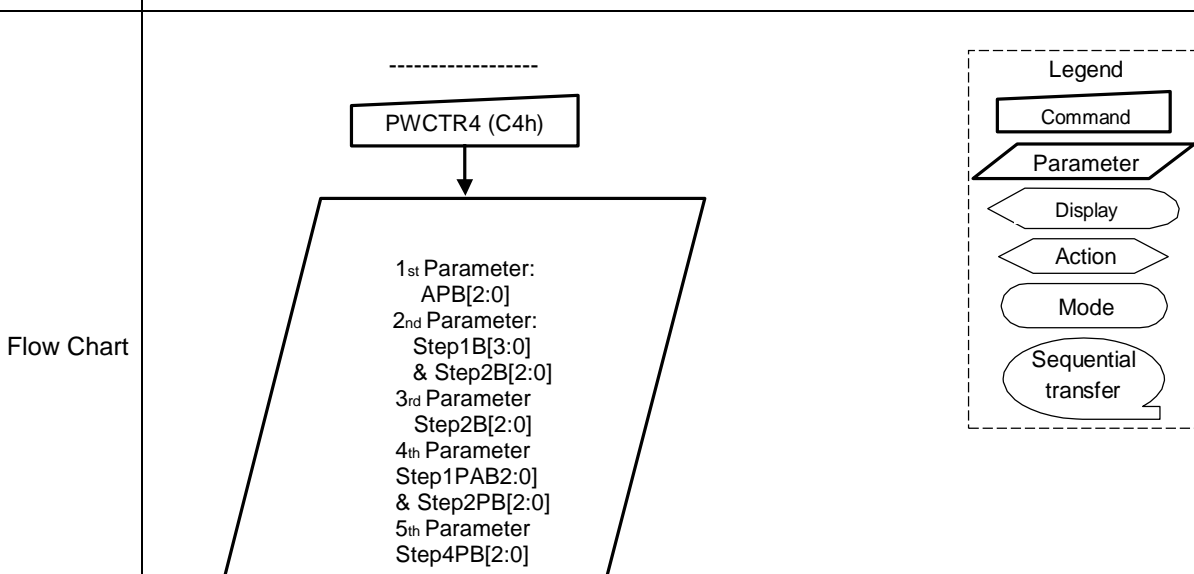 Flow Chart
------------------
PWCTR4 (C4h)
1st Parameter:
APB[2:0]
2nd Parameter:
Step1B[3:0]
& Step2B[2:0]
3rd Parameter
Step2B[2:0]
4th Parameter
Step1PAB2:0]
& Step2PB[2:0]
5th Parameter
Step4PB[2:0]
Legend
Command
Parameter
Display
Action
Mode
Sequential
transfer